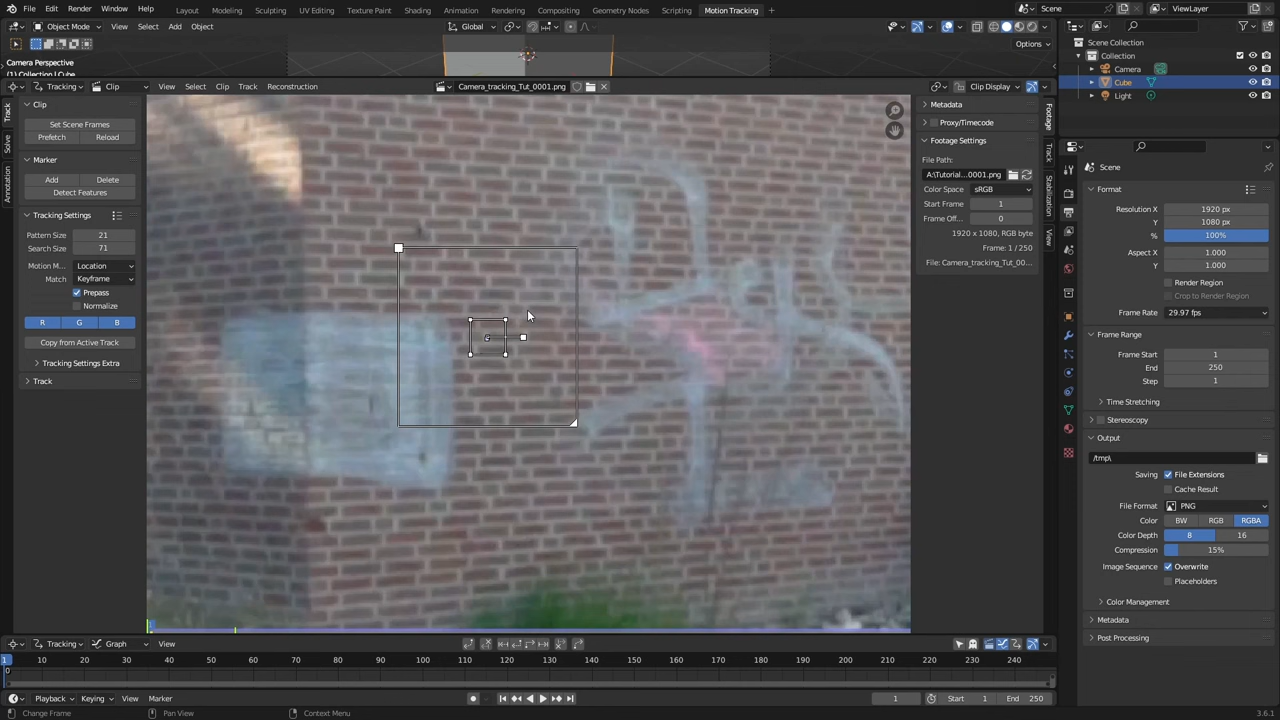 File Edit Render Window Help Layout Modeling Sculpting UV Editing Texture Paint Shading Animation Rendering Compositing Geometry Nodes Scripting Motion Tracking + Scene ViewLayer
Object Mode View Select Add Object Global Options
Camera Perspective
(1) Collection | Cube
Tracking Clip View Select Clip Track Reconstruction Camera_tracking_Tut_0001.png Clip Display
Scene Collection
Collection
Camera
Cube
Light
Track
Solve
Annotation
Clip
Set Scene Frames
Prefetch Reload
Marker
Add Delete
Detect Features
Tracking Settings
Pattern Size 21
Search Size 71
Motion M... Location
Match Keyframe
Prepass
Normalize
R G B
Copy from Active Track
Tracking Settings Extra
Track
Metadata
Proxy/Timecode
Footage Settings
File Path:
A:\Tutorial...0001.png
Color Space sRGB
Start Frame 1
Frame Off... 0
1920 x 1080, RGB byte
Frame: 1 / 250
File: Camera_tracking_Tut_00...
Footage
Track
Stabilization
View
Scene
Format
Resolution X 1920 px
Y 1080 px
% 100%
Aspect X 1.000
Y 1.000
Render Region
Crop to Render Region
Frame Rate 29.97 fps
Frame Range
Frame Start 1
End 250
Step 1
Time Stretching
Stereoscopy
Output
/tmp\
Saving File Extensions
Cache Result
File Format PNG
Color BW RGB RGBA
Color Depth 8 16
Compression 15%
Image Sequence Overwrite
Placeholders
Color Management
Metadata
Post Processing
Tracking Graph View
1 10 20 30 40 50 60 70 80 90 100 110 120 130 140 150 160 170 180 190 200 210 220 230 240
0
Playback Keying View Marker 1 Start 1 End 250
Change Frame Pan View Context Menu 3.6.1